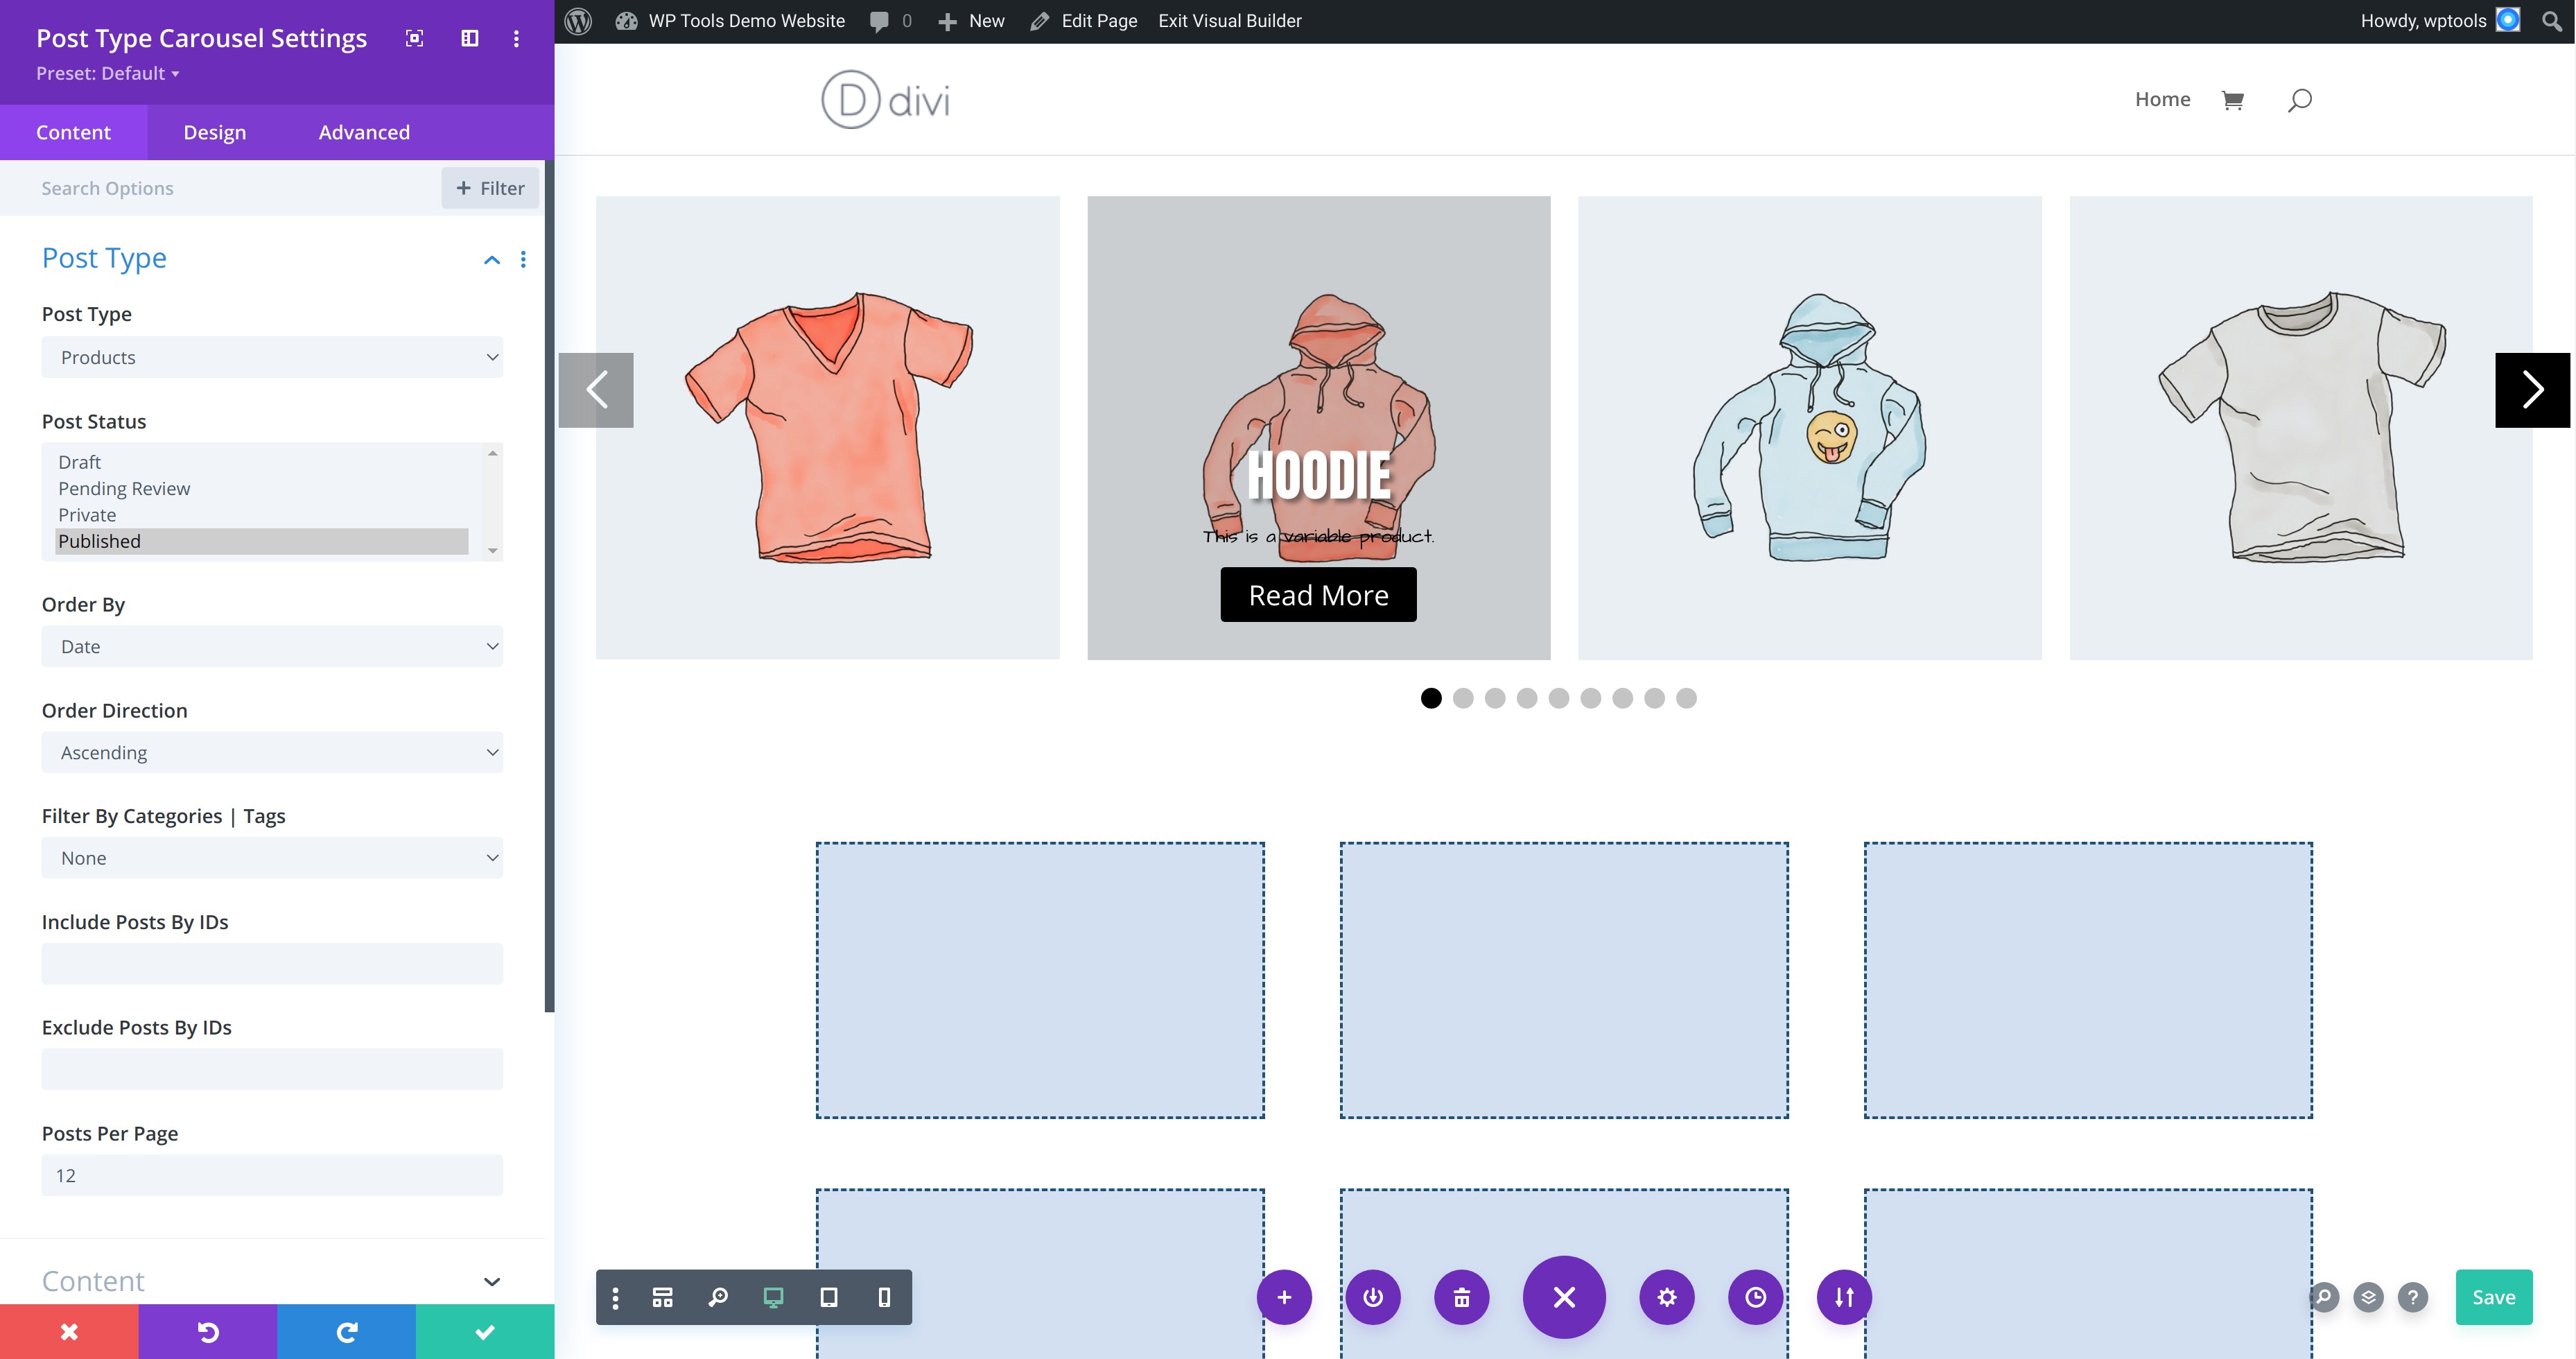 Post Type Carousel Settings
Preset: Default
Content
Design
Advanced
Search Options
+ Filter
Post Type
Post Type
Products
Post Status
Draft
Pending Review
Private
Published
Order By
Date
Order Direction
Ascending
Filter By Categories | Tags
None
Include Posts By IDs
Exclude Posts By IDs
Posts Per Page
12
Content
WP Tools Demo Website
0
New
Edit Page
Exit Visual Builder
Howdy, wptools
D divi
Home
HOODIE
This is a variable product.
Read More
Save